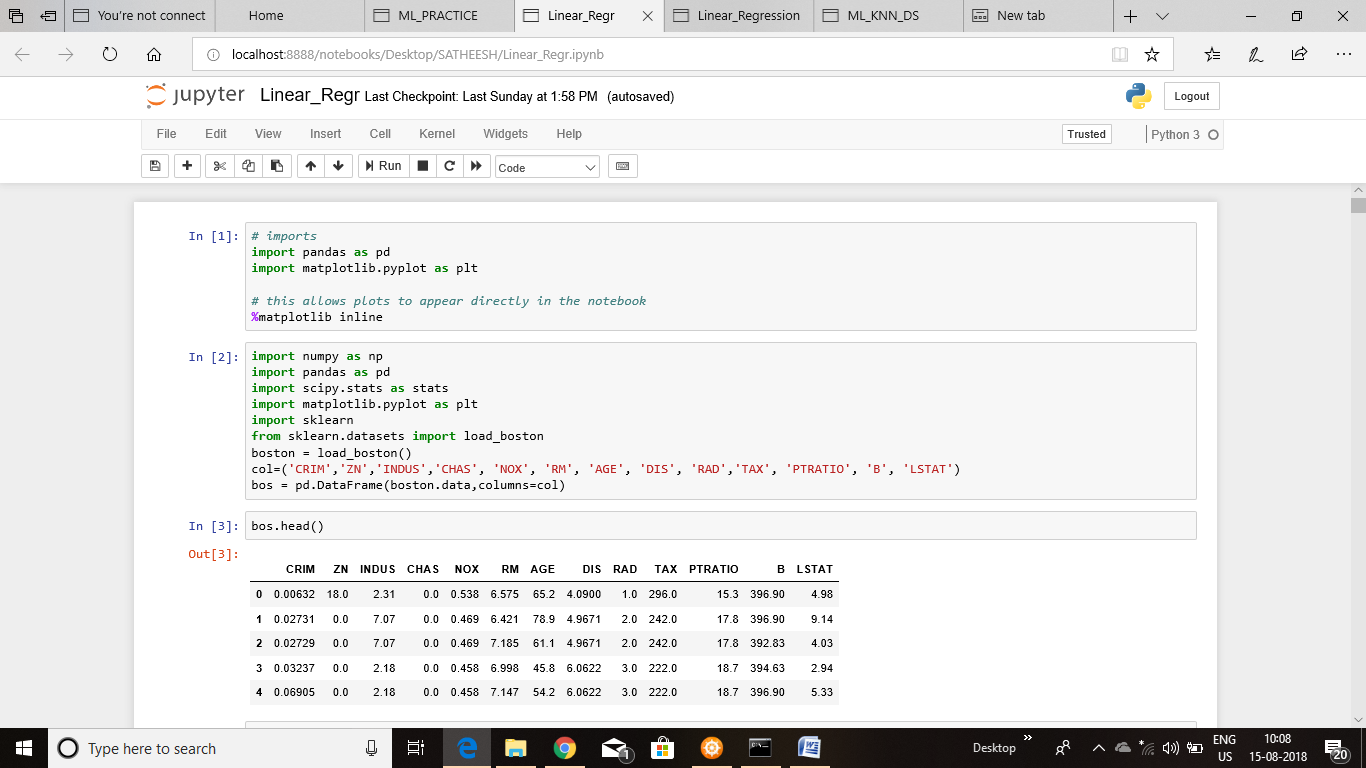 You're not connect
Home
ML_PRACTICE
Linear_Regr
Linear_Regression
ML_KNN_DS
New tab
localhost:8888/notebooks/Desktop/SATHEESH/Linear_Regr.ipynb
jupyter Linear_Regr Last Checkpoint: Last Sunday at 1:58 PM (autosaved)
Logout
File Edit View Insert Cell Kernel Widgets Help
Trusted
Python 3
Run
Code
In [1]:
# imports
import pandas as pd
import matplotlib.pyplot as plt
# this allows plots to appear directly in the notebook
%matplotlib inline
In [2]:
import numpy as np
import pandas as pd
import scipy.stats as stats
import matplotlib.pyplot as plt
import sklearn
from sklearn.datasets import load_boston
boston = load_boston()
col=('CRIM','ZN','INDUS','CHAS', 'NOX', 'RM', 'AGE', 'DIS', 'RAD','TAX', 'PTRATIO', 'B', 'LSTAT')
bos = pd.DataFrame(boston.data,columns=col)
In [3]:
bos.head()
Out[3]:
CRIM ZN INDUS CHAS NOX RM AGE DIS RAD TAX PTRATIO B LSTAT
0 0.00632 18.0 2.31 0.0 0.538 6.575 65.2 4.0900 1.0 296.0 15.3 396.90 4.98
1 0.02731 0.0 7.07 0.0 0.469 6.421 78.9 4.9671 2.0 242.0 17.8 396.90 9.14
2 0.02729 0.0 7.07 0.0 0.469 7.185 61.1 4.9671 2.0 242.0 17.8 392.83 4.03
3 0.03237 0.0 2.18 0.0 0.458 6.998 45.8 6.0622 3.0 222.0 18.7 394.63 2.94
4 0.06905 0.0 2.18 0.0 0.458 7.147 54.2 6.0622 3.0 222.0 18.7 396.90 5.33
Type here to search
1
Desktop
ENG
US
10:08
15-08-2018
20